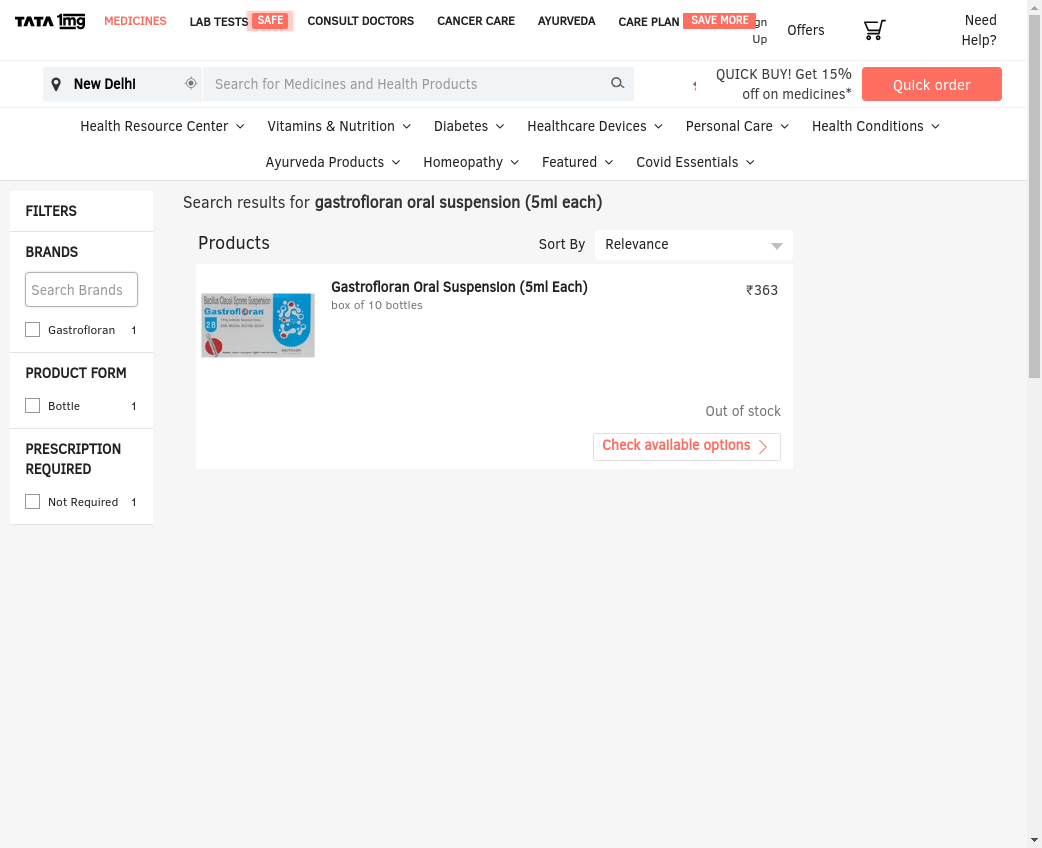 TATA 1mg
MEDICINES
LAB TESTS SAFE
CONSULT DOCTORS
CANCER CARE
AYURVEDA
CARE PLAN SAVE MORE
Up
Offers
Need
Help?
New Delhi
Search for Medicines and Health Products
QUICK BUY! Get 15%
off on medicines*
Quick order
Health Resource Center
Vitamins & Nutrition
Diabetes
Healthcare Devices
Personal Care
Health Conditions
Ayurveda Products
Homeopathy
Featured
Covid Essentials
FILTERS
BRANDS
Search Brands
Gastrofloran 1
PRODUCT FORM
Bottle 1
PRESCRIPTION
REQUIRED
Not Required 1
Search results for gastrofloran oral suspension (5ml each)
Products
Sort By Relevance
Bacillus Clausii Spores Suspension
Gastrofloran
2 B
Gastrofloran Oral Suspension (5ml Each)
box of 10 bottles
₹363
Out of stock
Check available options